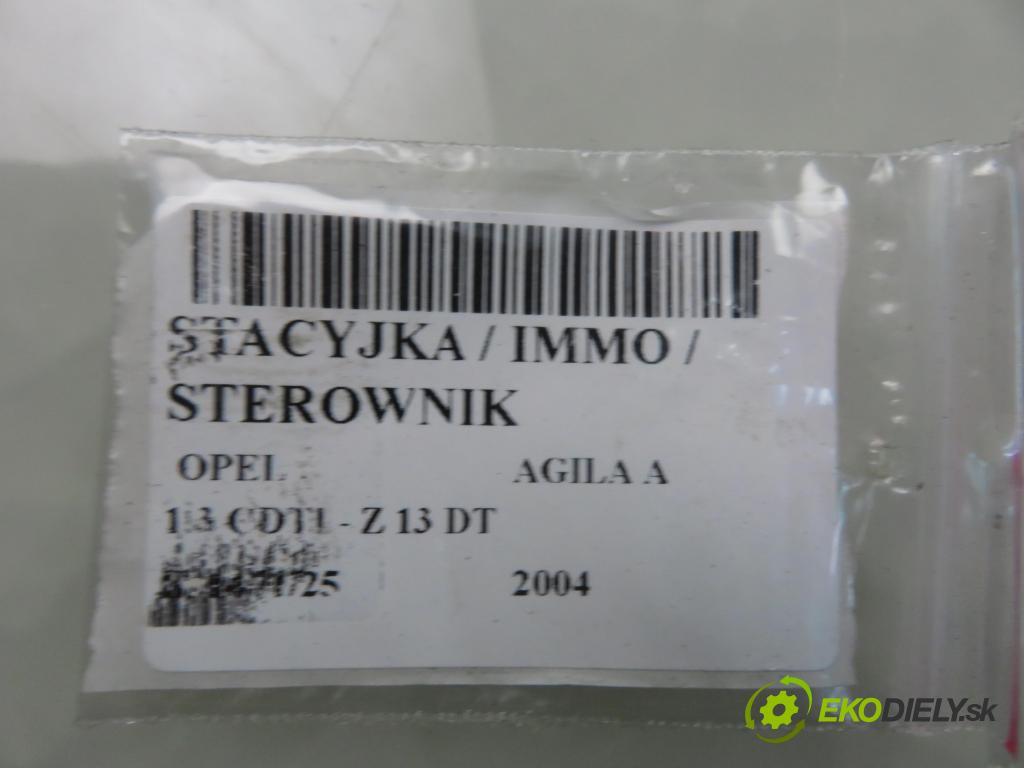 STACYJKA / IMMO /
STEROWNIK
OPEL AGILA A
1.3 CDTI - Z 13 DT
2004
EKODIELY.sk